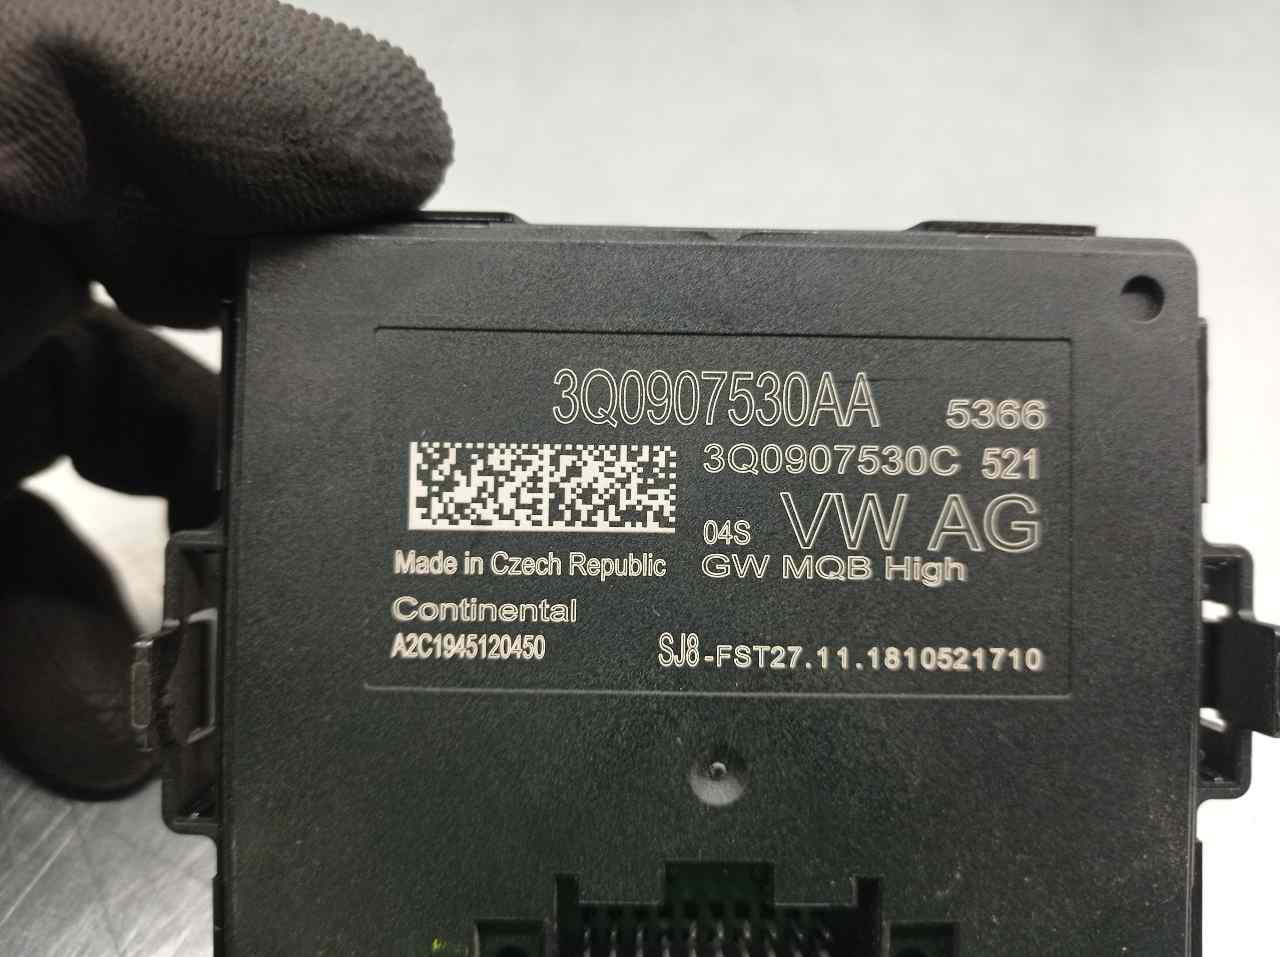 3Q0907530AA 5366
3Q0907530C 521
04S VW AG
Made in Czech Republic GW MQB High
Continental
A2C1945120450 SJ8-FST27.11.1810521710